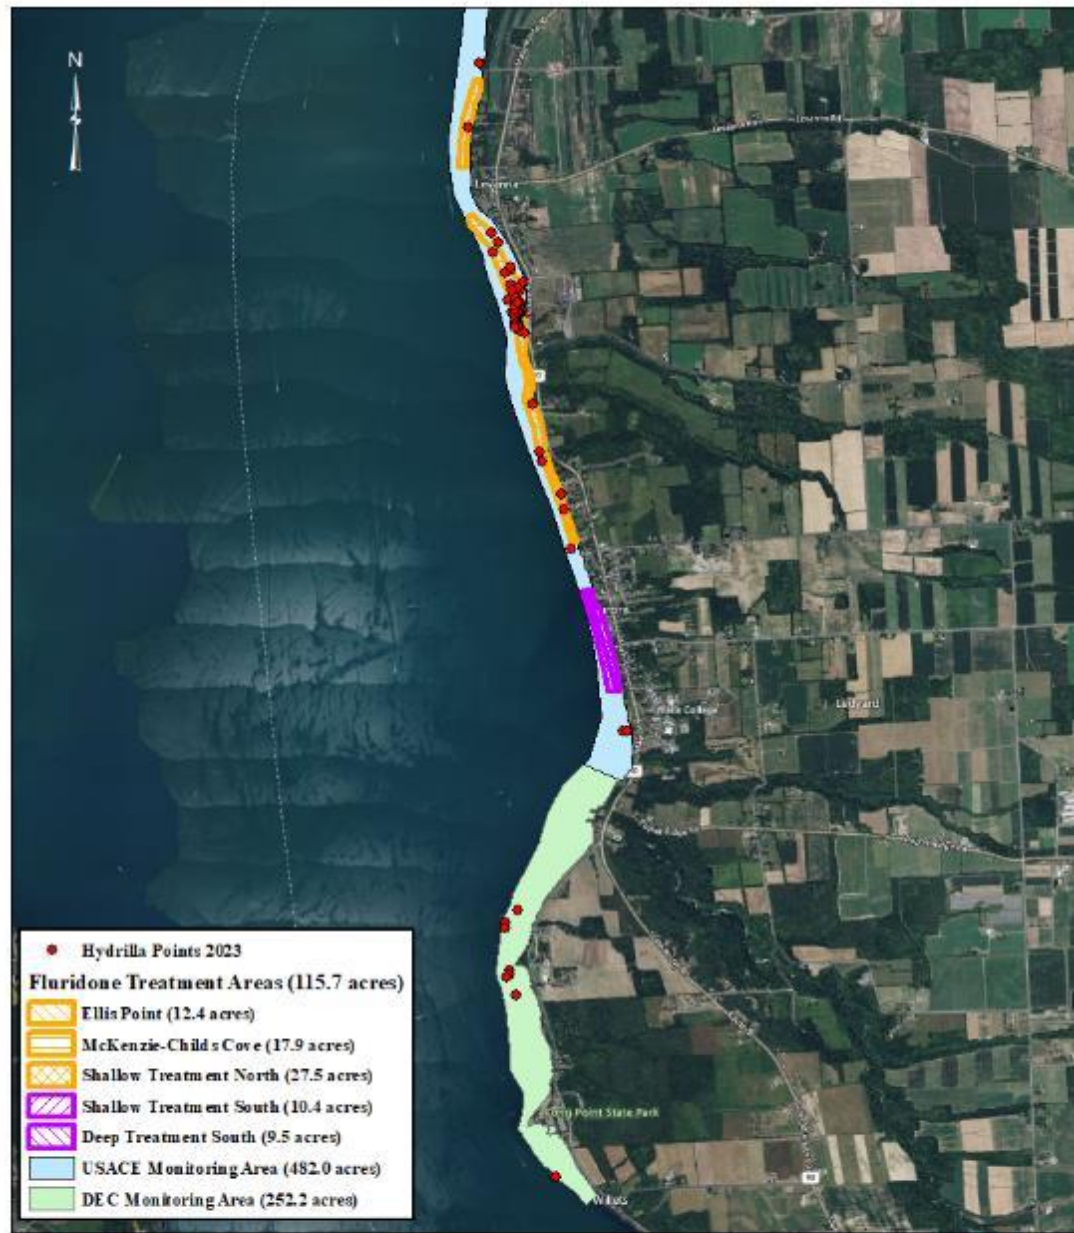 N
Levanna
Ledyard
Long Point State Park
Hydrilla Points 2023
Fluridone Treatment Areas (115.7 acres)
Ellis Point (12.4 acres)
McKenzie-Childs Cove (17.9 acres)
Shallow Treatment North (27.5 acres)
Shallow Treatment South (10.4 acres)
Deep Treatment South (9.5 acres)
USACE Monitoring Area (482.0 acres)
DEC Monitoring Area (252.2 acres)